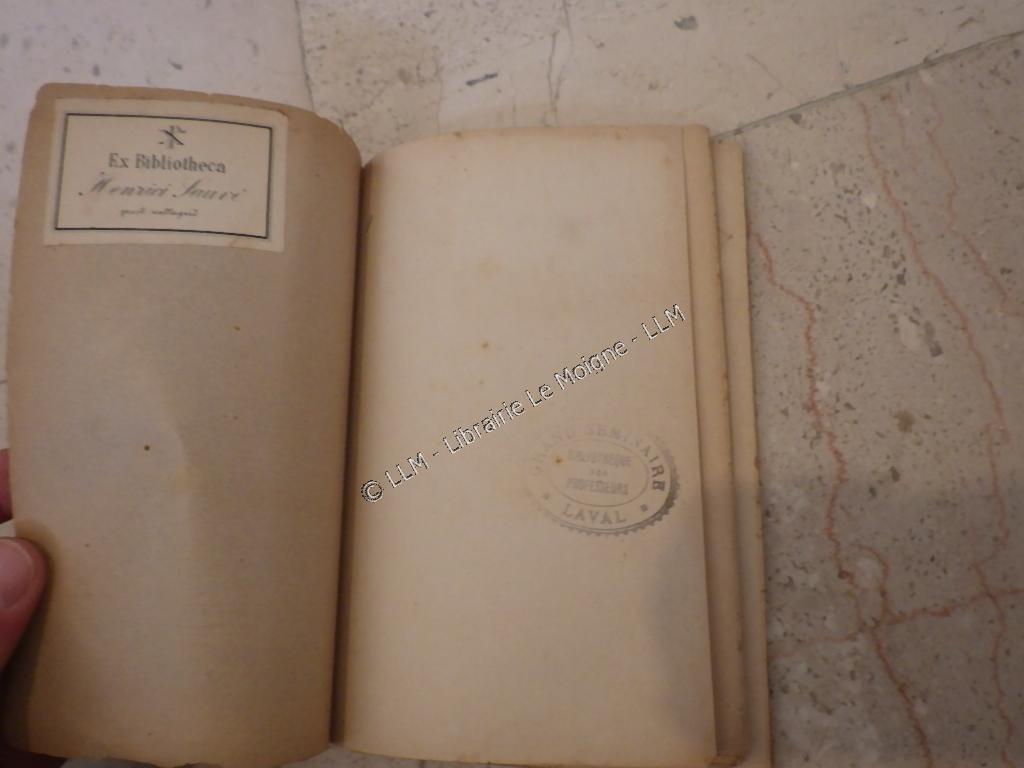 Ex Bibliotheca
Henrici Sauvé
© LLM - Librairie Le Moigne - LLM
GRAND SEMINAIRE
BIBLIOTHEQUE
DES
PROFESSEURS
LAVAL